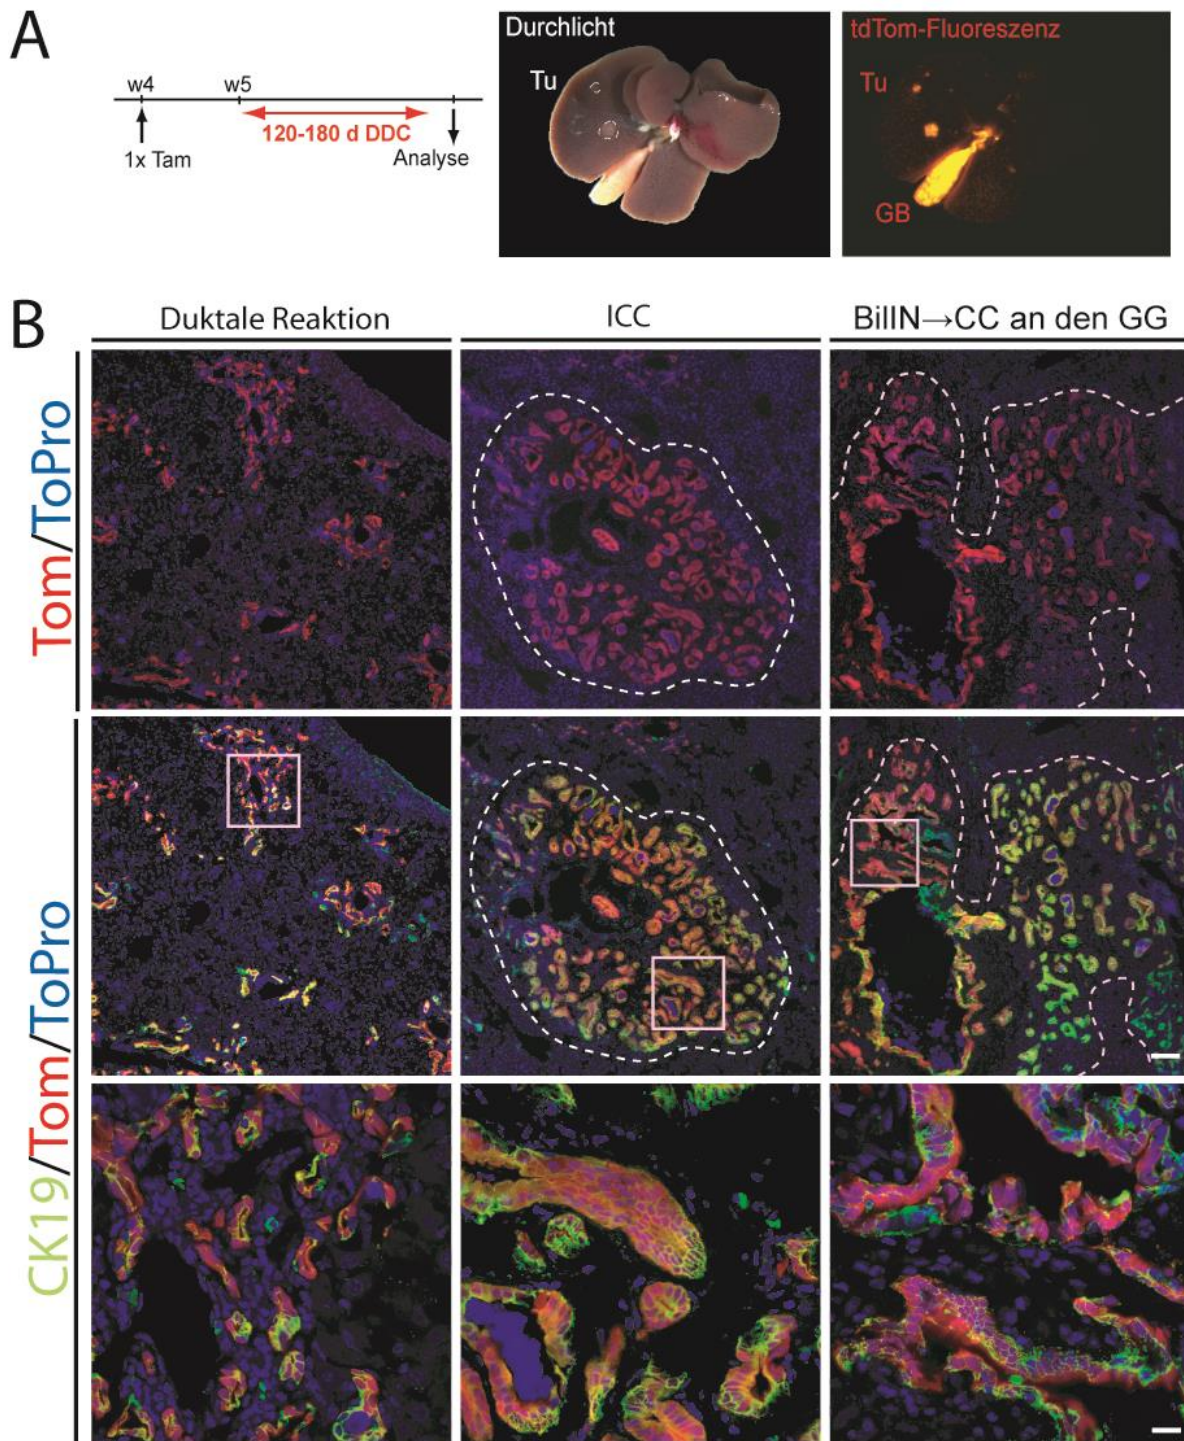 A
w4
w5
120-180 d DDC
1x Tam
Analyse
Durchlicht
Tu
tdTom-Fluoreszenz
Tu
GB
B
Duktale Reaktion
ICC
BillIN→CC an den GG
Tom/ToPro
CK19/Tom/ToPro